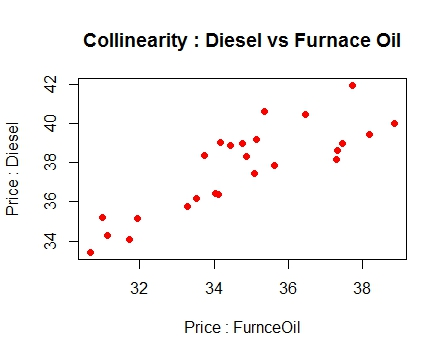 Collinearity : Diesel vs Furnace Oil
Price : Diesel
42
40
38
36
34
32 34 36 38
Price : FurnceOil